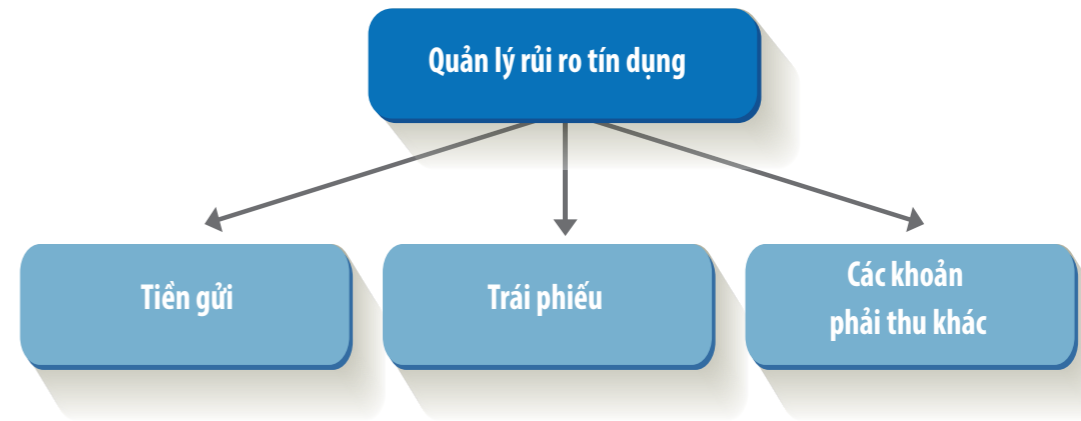 Quản lý rủi ro tín dụng
Tiền gửi
Trái phiếu
Các khoản
phải thu khác